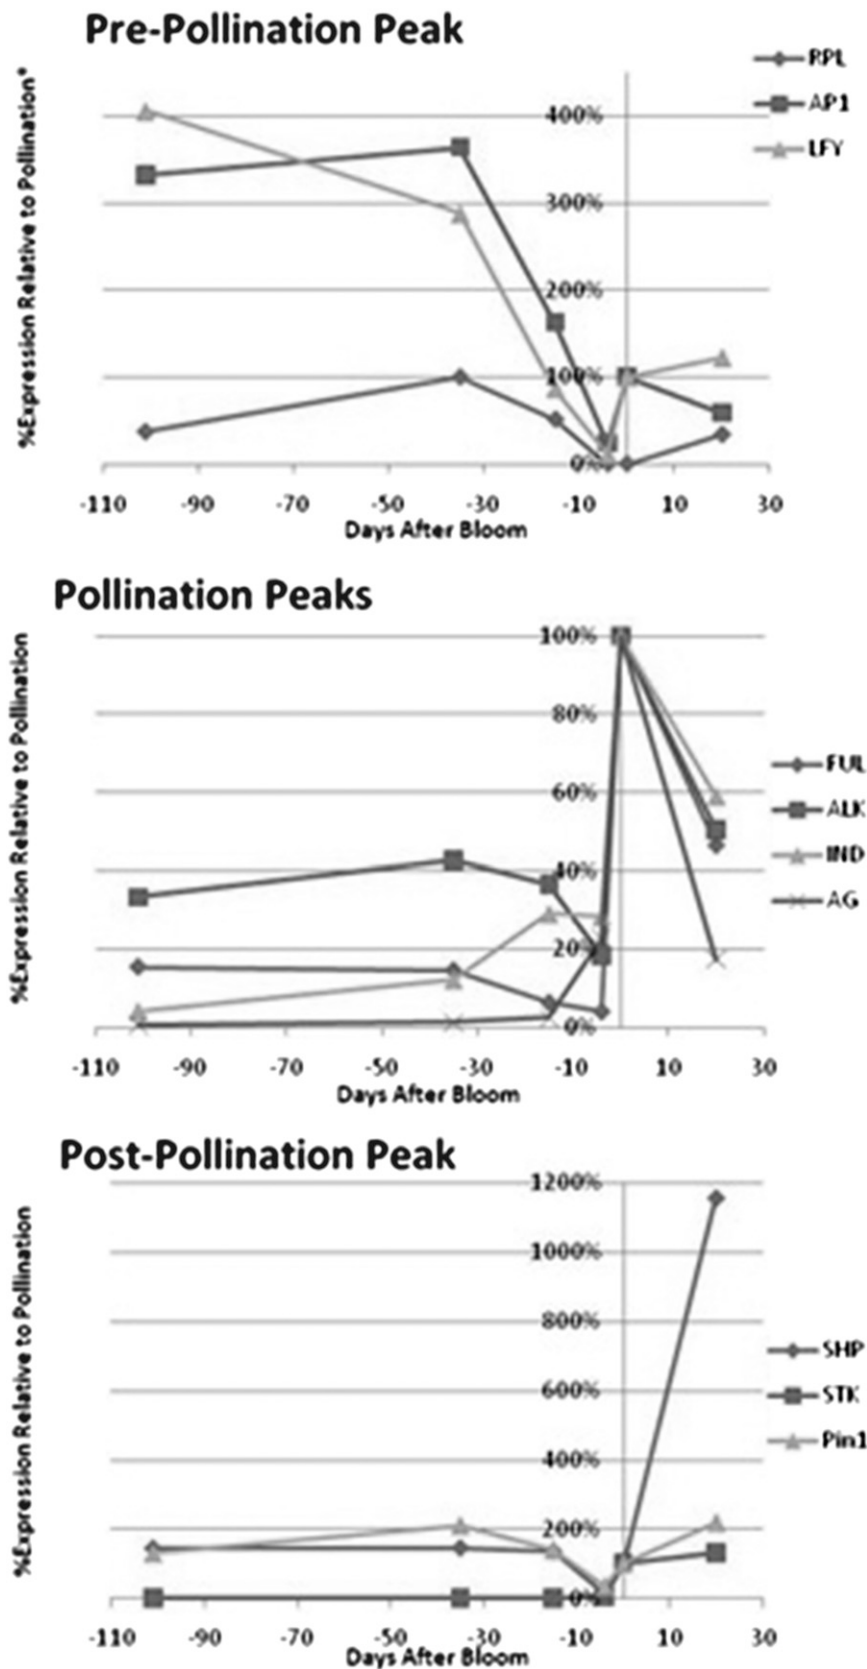 Pre-Pollination Peak
%Expression Relative to Pollination*
400%
300%
200%
100%
0%
-110 -90 -70 -50 -30 -10 10 30
Days After Bloom
RPL
AP1
LFY
Pollination Peaks
%Expression Relative to Pollination
100%
80%
60%
40%
20%
0%
-110 -90 -70 -50 -30 -10 10 30
Days After Bloom
FUL
ALK
IND
AG
Post-Pollination Peak
%Expression Relative to Pollination
1200%
1000%
800%
600%
400%
200%
0%
-110 -90 -70 -50 -30 -10 10 30
Days After Bloom
SHP
STK
Pin1